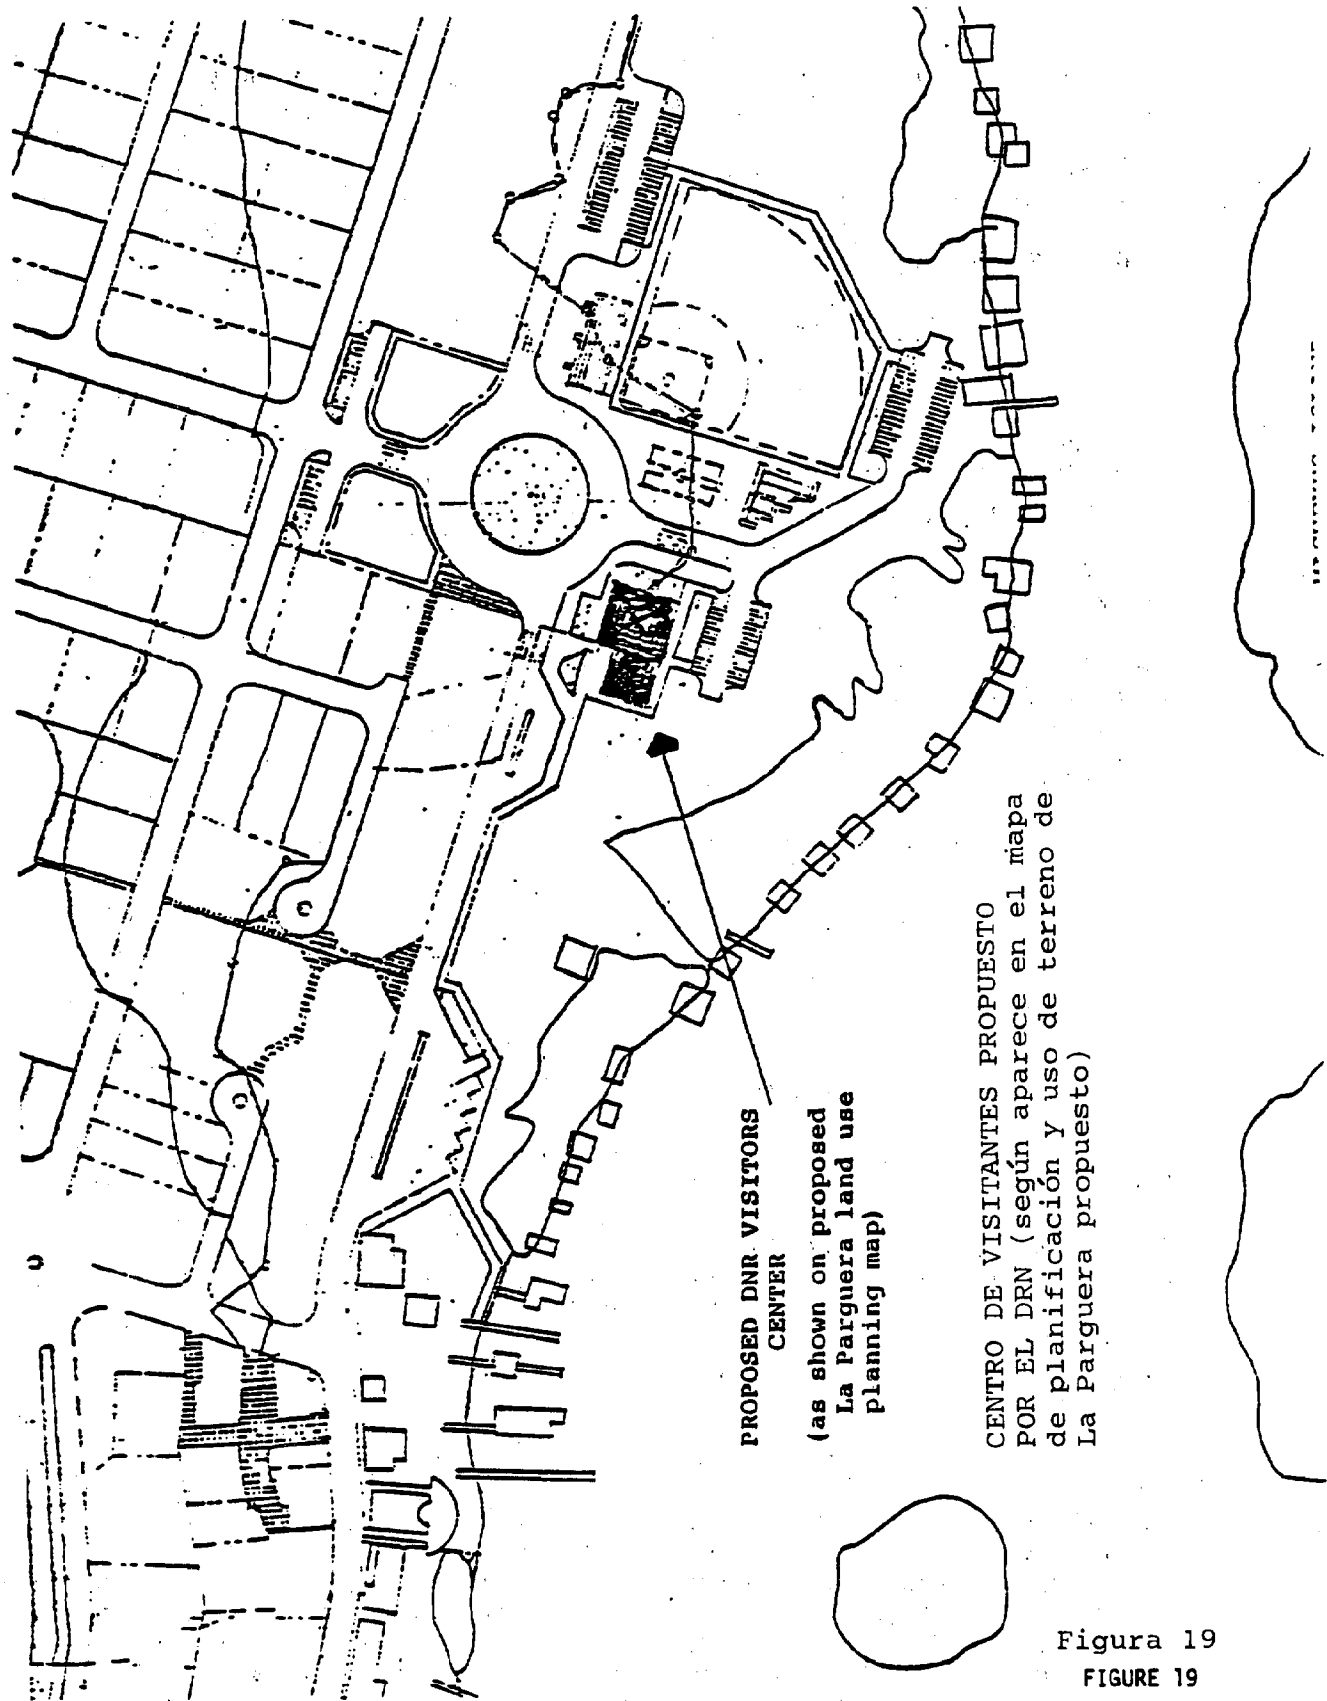 PROPOSED DNR VISITORS
CENTER
(as shown on proposed
La Parguera land use
planning map)
CENTRO DE VISITANTES PROPUESTO
POR EL DRN (según aparece en el mapa
de planificación y uso de terreno de
La Parguera propuesto)
Figura 19
FIGURE 19